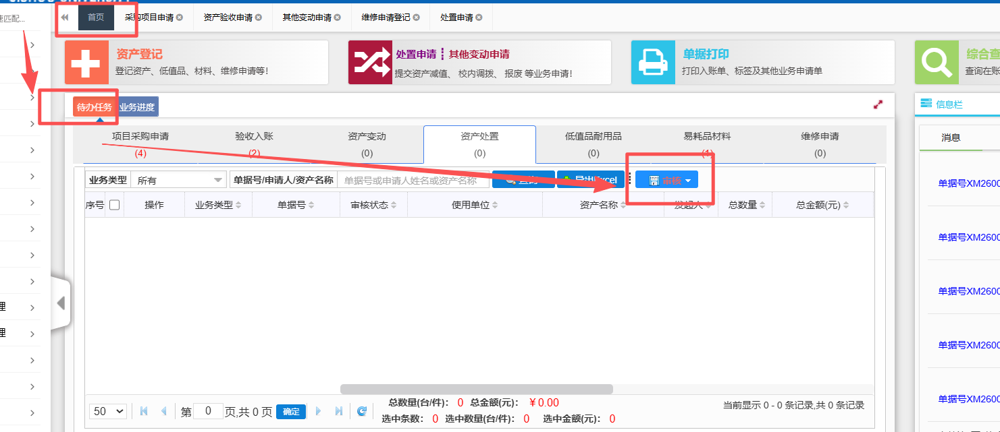 首页
采购项目申请
资产验收申请
其他变动申请
维修申请登记
处置申请
速匹配...
资产登记
登记资产、低值品、材料、维修申请等!
处置申请 ┇ 其他变动申请
提交资产减值、 校内调拨、 报废 等业务申请!
单据打印
打印入账单、标签及其他业务申请单
综合查
查询在账
待办任务
业务进度
信息栏
项目采购申请
(4)
验收入账
(2)
资产变动
(0)
资产处置
(0)
低值品耐用品
(0)
易耗品材料
(1)
维修申请
(0)
消息
业务类型 所有
单据号/申请人/资产名称 单据号或申请人姓名或资产名称
查询
导出Excel
审核
序号 操作 业务类型 单据号 审核状态 使用单位 资产名称 发起人 总数量 总金额(元)
单据号XM2600
单据号XM2600
单据号XM2600
单据号XM2600
单据号XM2600
理
理
50 第 0 页,共 0 页 确定
总数量(台/件): 0 总金额(元): ¥0.00
选中条数: 0 选中数量(台/件): 0 选中金额(元): 0
当前显示 0 - 0 条记录,共 0 条记录